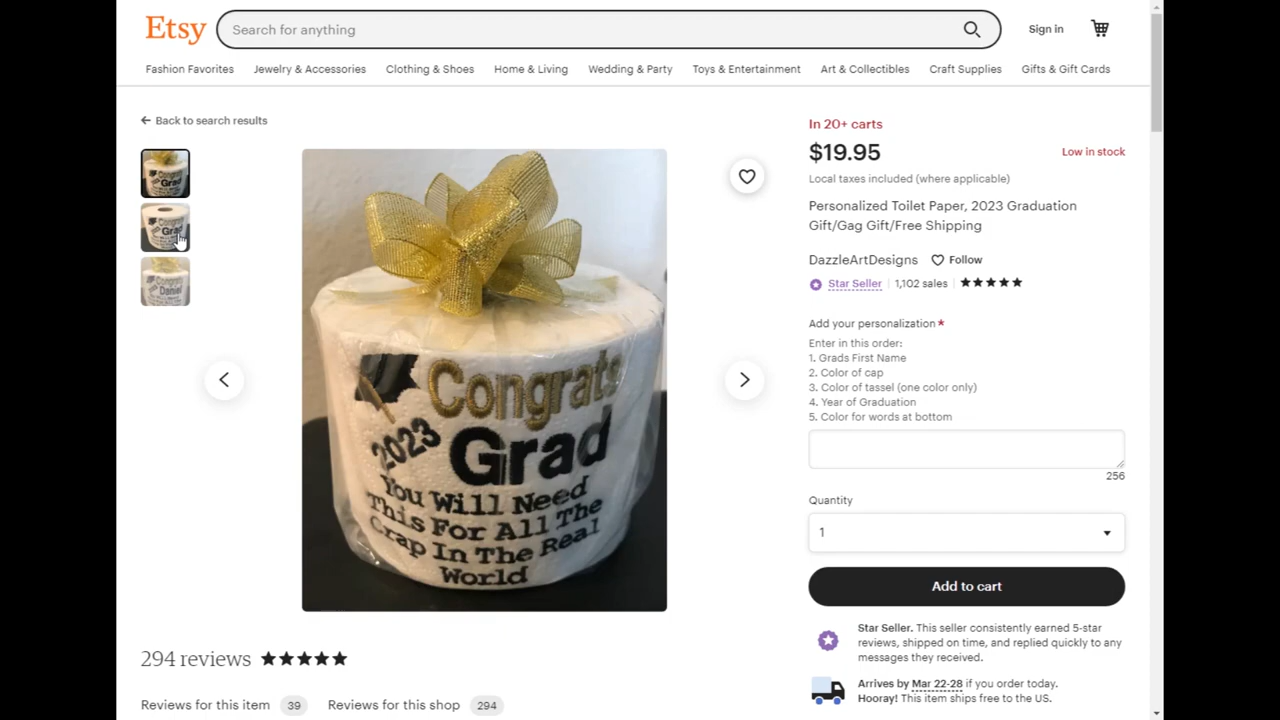 Etsy
Search for anything
Sign in
Fashion Favorites
Jewelry & Accessories
Clothing & Shoes
Home & Living
Wedding & Party
Toys & Entertainment
Art & Collectibles
Craft Supplies
Gifts & Gift Cards
Back to search results
Congrats
2023 Grad
You Will Need
This For All The
Crap In The Real
World
Congrats
Grad
Congrats
Daniel
In 20+ carts
$19.95
Low in stock
Local taxes included (where applicable)
Personalized Toilet Paper, 2023 Graduation
Gift/Gag Gift/Free Shipping
DazzleArtDesigns
Follow
Star Seller
1,102 sales
Add your personalization *
Enter in this order:
1. Grads First Name
2. Color of cap
3. Color of tassel (one color only)
4. Year of Graduation
5. Color for words at bottom
256
Quantity
1
Add to cart
Star Seller. This seller consistently earned 5-star
reviews, shipped on time, and replied quickly to any
messages they received.
Arrives by Mar 22-28 if you order today.
Hooray! This item ships free to the US.
294 reviews
Reviews for this item 39
Reviews for this shop 294